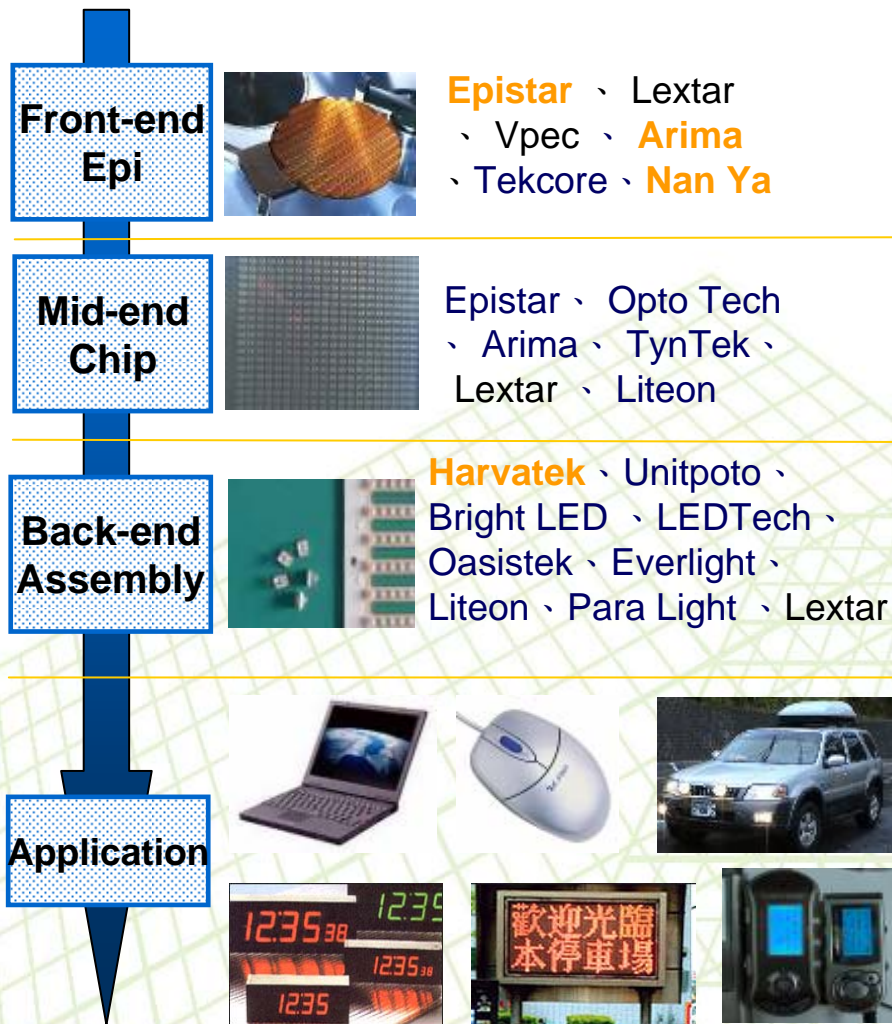 Front-end
Epi
Epistar 、 Lextar
、 Vpec 、 Arima
、Tekcore、Nan Ya
Mid-end
Chip
Epistar 、 Opto Tech
、 Arima 、 TynTek 、
Lextar 、 Liteon
Back-end
Assembly
Harvatek 、Unitpoto 、
Bright LED 、LEDTech 、
Oasistek 、Everlight 、
Liteon 、Para Light 、Lextar
Application
12:35 38
12:35
12:35 38
12:35
歡迎光臨
本停車場